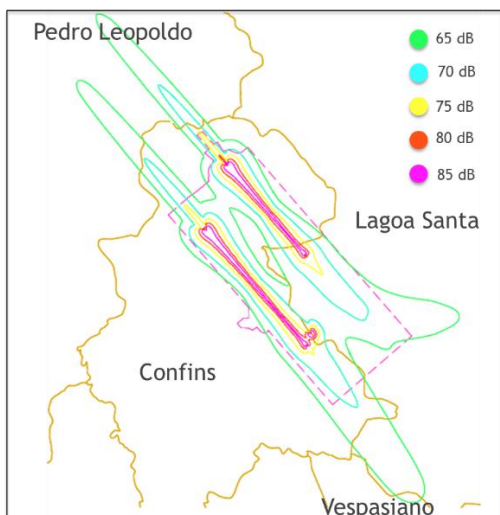 Pedro Leopoldo
65 dB
70 dB
75 dB
80 dB
85 dB
Lagoa Santa
Confins
Vespasiano